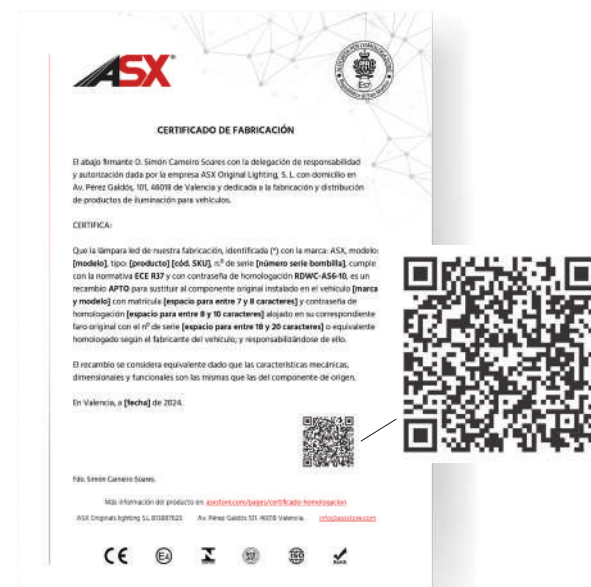 ASX
CERTIFICADO DE FABRICACIÓN
El abajo firmante D. Simón Carneiro Soares con la delegación de responsabilidad
y autorización dada por la empresa ASX Original Lighting, S. L. con domicilio en
Av. Pérez Galdós, 101, 46018 de Valencia y dedicada a la fabricación y distribución
de productos de iluminación para vehículos.
CERTIFICA:
Que la lámpara led de nuestra fabricación, identificada (*) con la marca: ASX, modelo:
[modelo], tipo: [producto] [cód. SKU], n.º de serie [número serie bombilla], cumple
con la normativa ECE R37 y con contraseña de homologación RDWC-AS6-10, es un
recambio APTO para sustituir al componente original instalado en el vehículo [marca
y modelo] con matrícula [espacio para entre 7 y 8 caracteres] y contraseña de
homologación [espacio para entre 8 y 10 caracteres] alojado en su correspondiente
faro original con el nº de serie [espacio para entre 18 y 20 caracteres] o equivalente
homologado según el fabricante del vehículo; y responsabilizándose de ello.
El recambio se considera equivalente dado que las características mecánicas,
dimensionales y funcionales son las mismas que las del componente de origen.
En Valencia, a [fecha] de 2024.
Fdo. Simón Carneiro Soares.
Más información del producto en: asxstore.com/pages/certificado-homologacion
ASX Originals lighting S.L. B13887625 Av. Pérez Galdós 101, 46018 Valencia. info@asxstore.com
CE E4 ISO RoHS